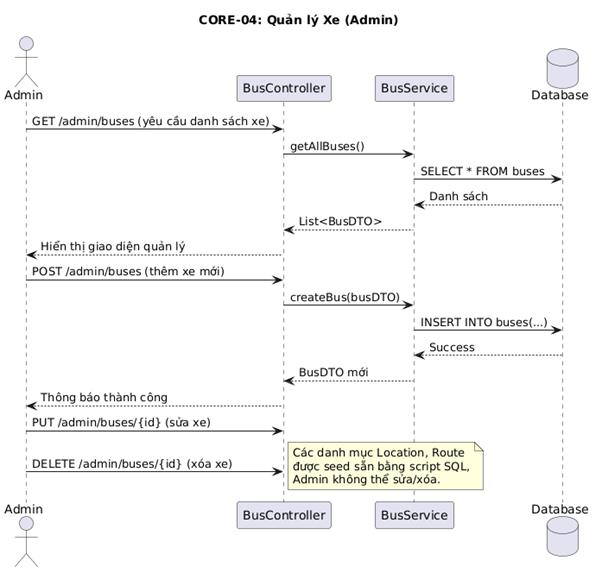 CORE-04: Quản lý Xe (Admin)
Admin
BusController
BusService
Database
GET /admin/buses (yêu cầu danh sách xe)
getAllBuses()
SELECT * FROM buses
Danh sách
List<BusDTO>
Hiển thị giao diện quản lý
POST /admin/buses (thêm xe mới)
createBus(busDTO)
INSERT INTO buses(...)
Success
BusDTO mới
Thông báo thành công
PUT /admin/buses/{id} (sửa xe)
DELETE /admin/buses/{id} (xóa xe)
Các danh mục Location, Route
được seed sẵn bằng script SQL,
Admin không thể sửa/xóa.
Admin
BusController
BusService
Database